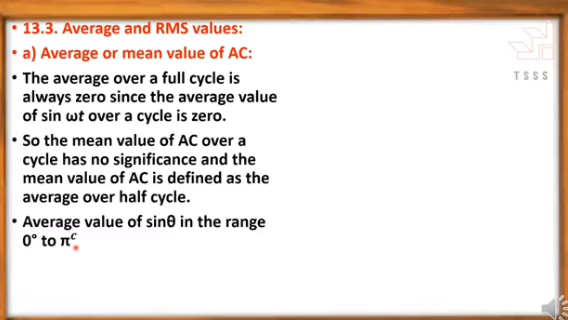 • 13.3. Average and RMS values:
• a) Average or mean value of AC:
• The average over a full cycle is
always zero since the average value
of sin ωt over a cycle is zero.
• So the mean value of AC over a
cycle has no significance and the
mean value of AC is defined as the
average over half cycle.
• Average value of sinθ in the range
0° to πᶜ
TSSS